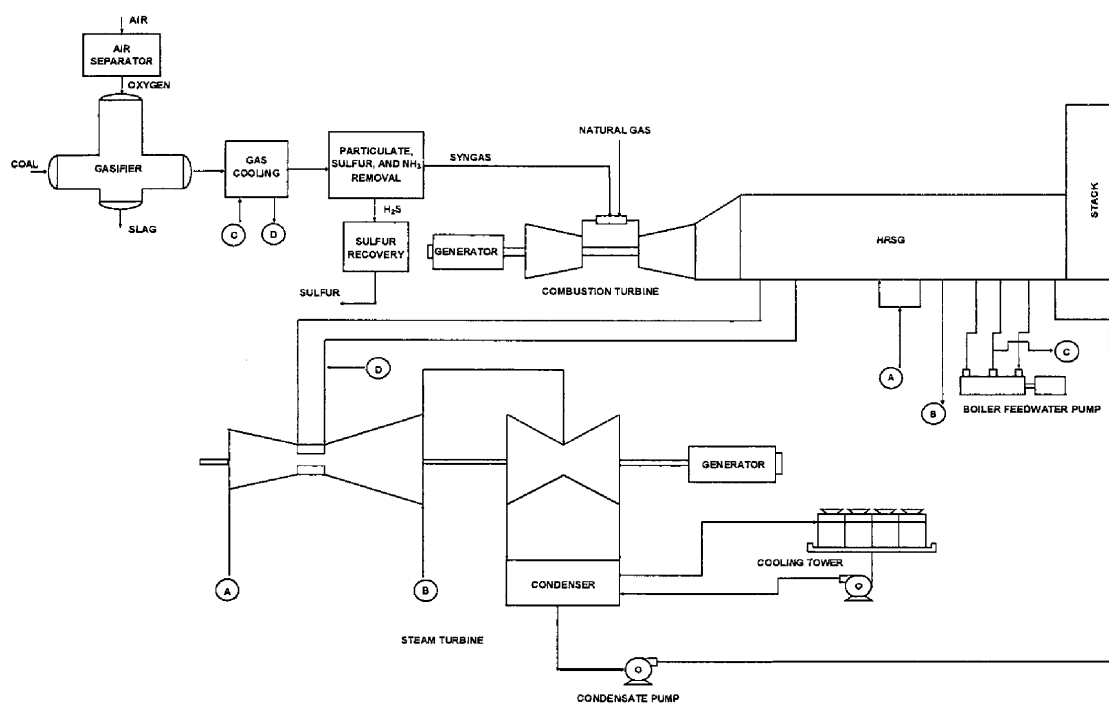 AIR
AIR
SEPARATOR
OXYGEN
COAL
GASIFIER
SLAG
GAS
COOLING
C
D
PARTICULATE,
SULFUR, AND NH3
REMOVAL
SYNGAS
H2S
SULFUR
RECOVERY
SULFUR
NATURAL GAS
GENERATOR
COMBUSTION TURBINE
HRSG
STACK
A
B
C
BOILER FEEDWATER PUMP
D
GENERATOR
A
B
CONDENSER
COOLING TOWER
STEAM TURBINE
CONDENSATE PUMP